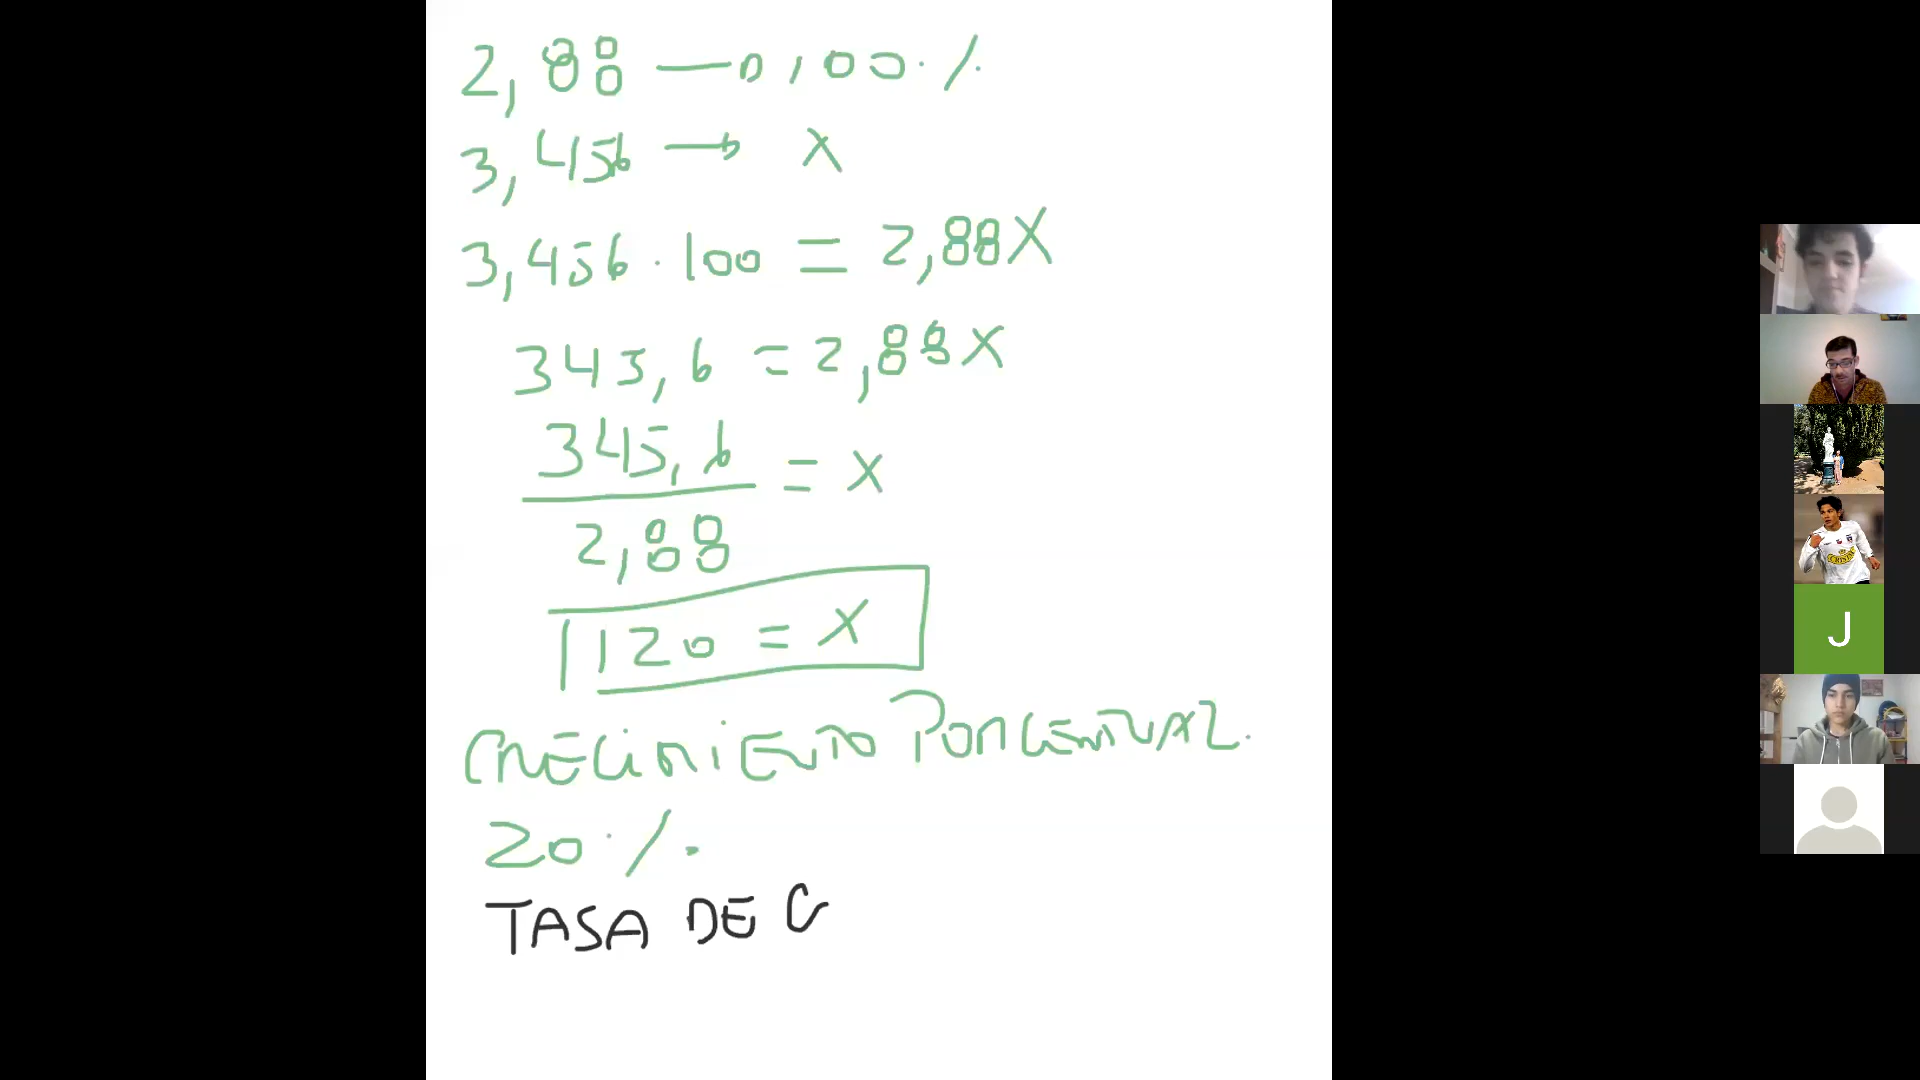 2,88 → 100%
3,456 → X
3,456 · 100 = 2,88X
345,6 = 2,88X
345,6 = X
2,88
120 = X
CRECIMIENTO PORCENTUAL.
20%.
TASA DE C
J